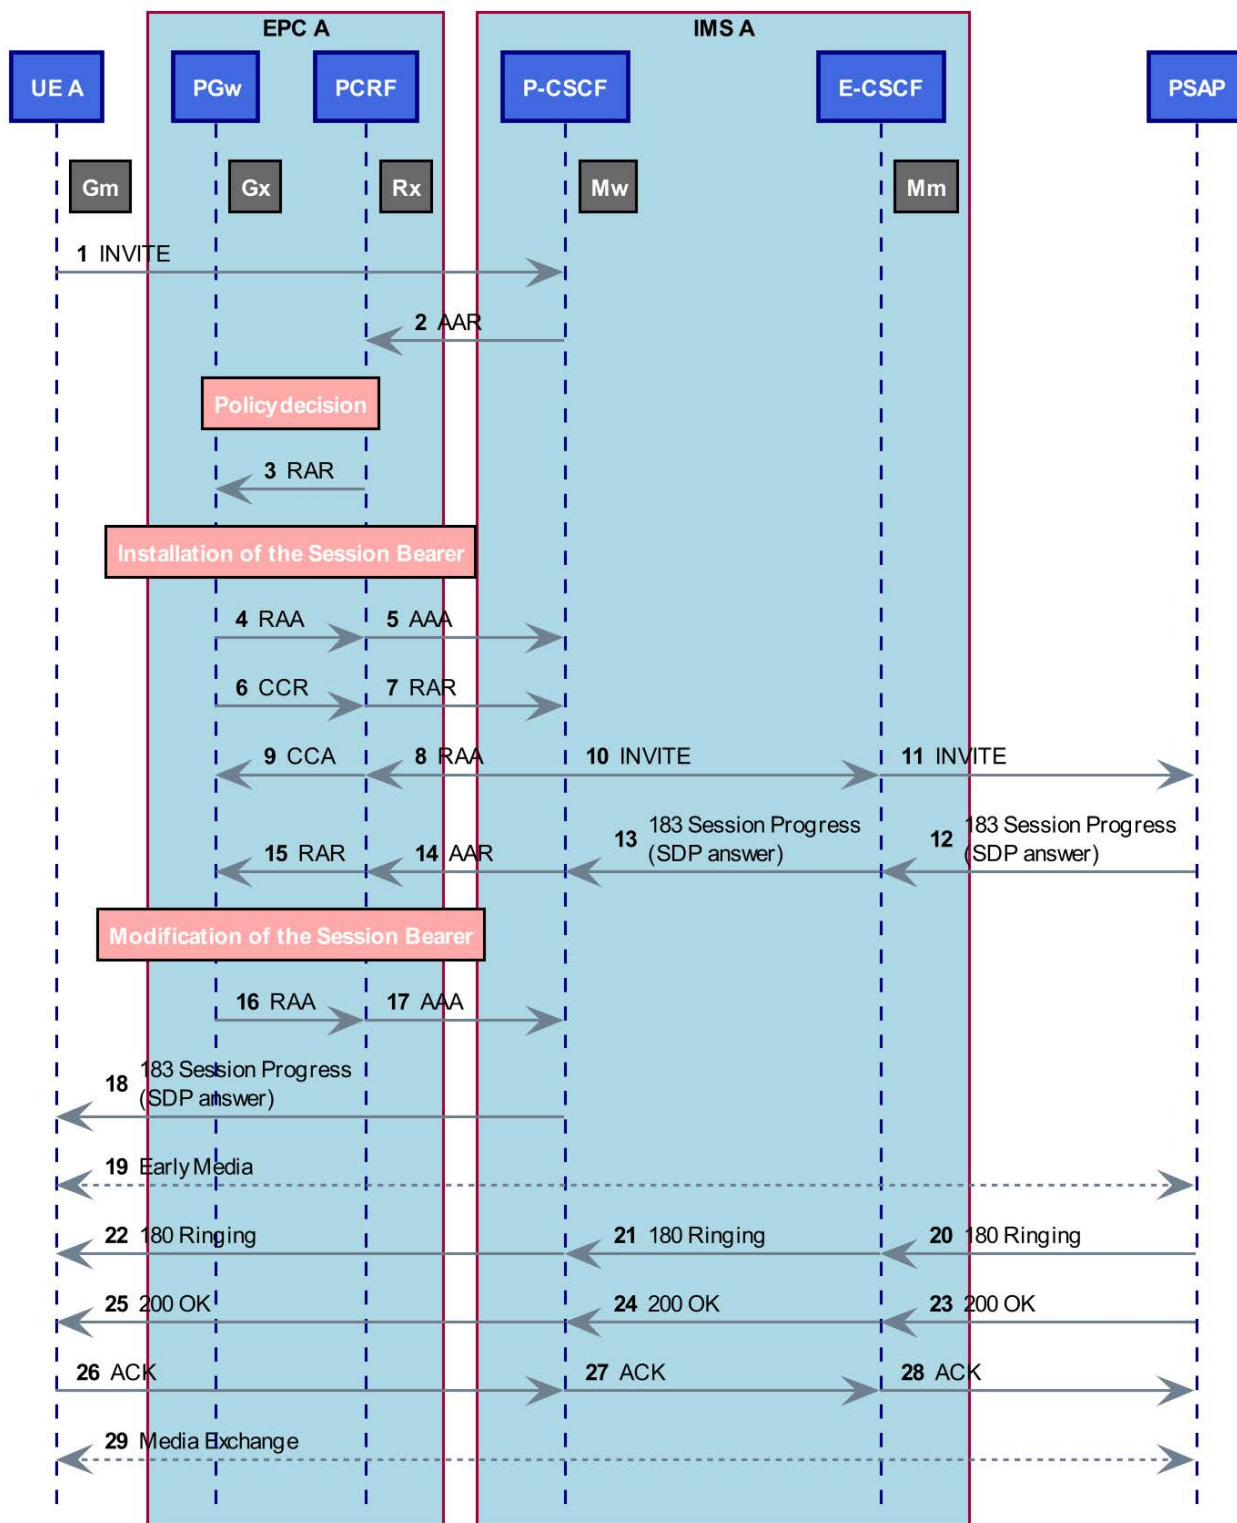 EPC A
IMS A
UE A
PGw
PCRF
P-CSCF
E-CSCF
PSAP
Gm
Gx
Rx
Mw
Mm
1 INVITE
2 AAR
Policy decision
3 RAR
Installation of the Session Bearer
4 RAA
5 AAA
6 CCR
7 RAR
9 CCA
8 RAA
10 INVITE
11 INVITE
15 RAR
14 AAR
13 183 Session Progress
(SDP answer)
12 183 Session Progress
(SDP answer)
Modification of the Session Bearer
16 RAA
17 AAA
18 183 Session Progress
(SDP answer)
19 Early Media
22 180 Ringing
21 180 Ringing
20 180 Ringing
25 200 OK
24 200 OK
23 200 OK
26 ACK
27 ACK
28 ACK
29 Media Exchange